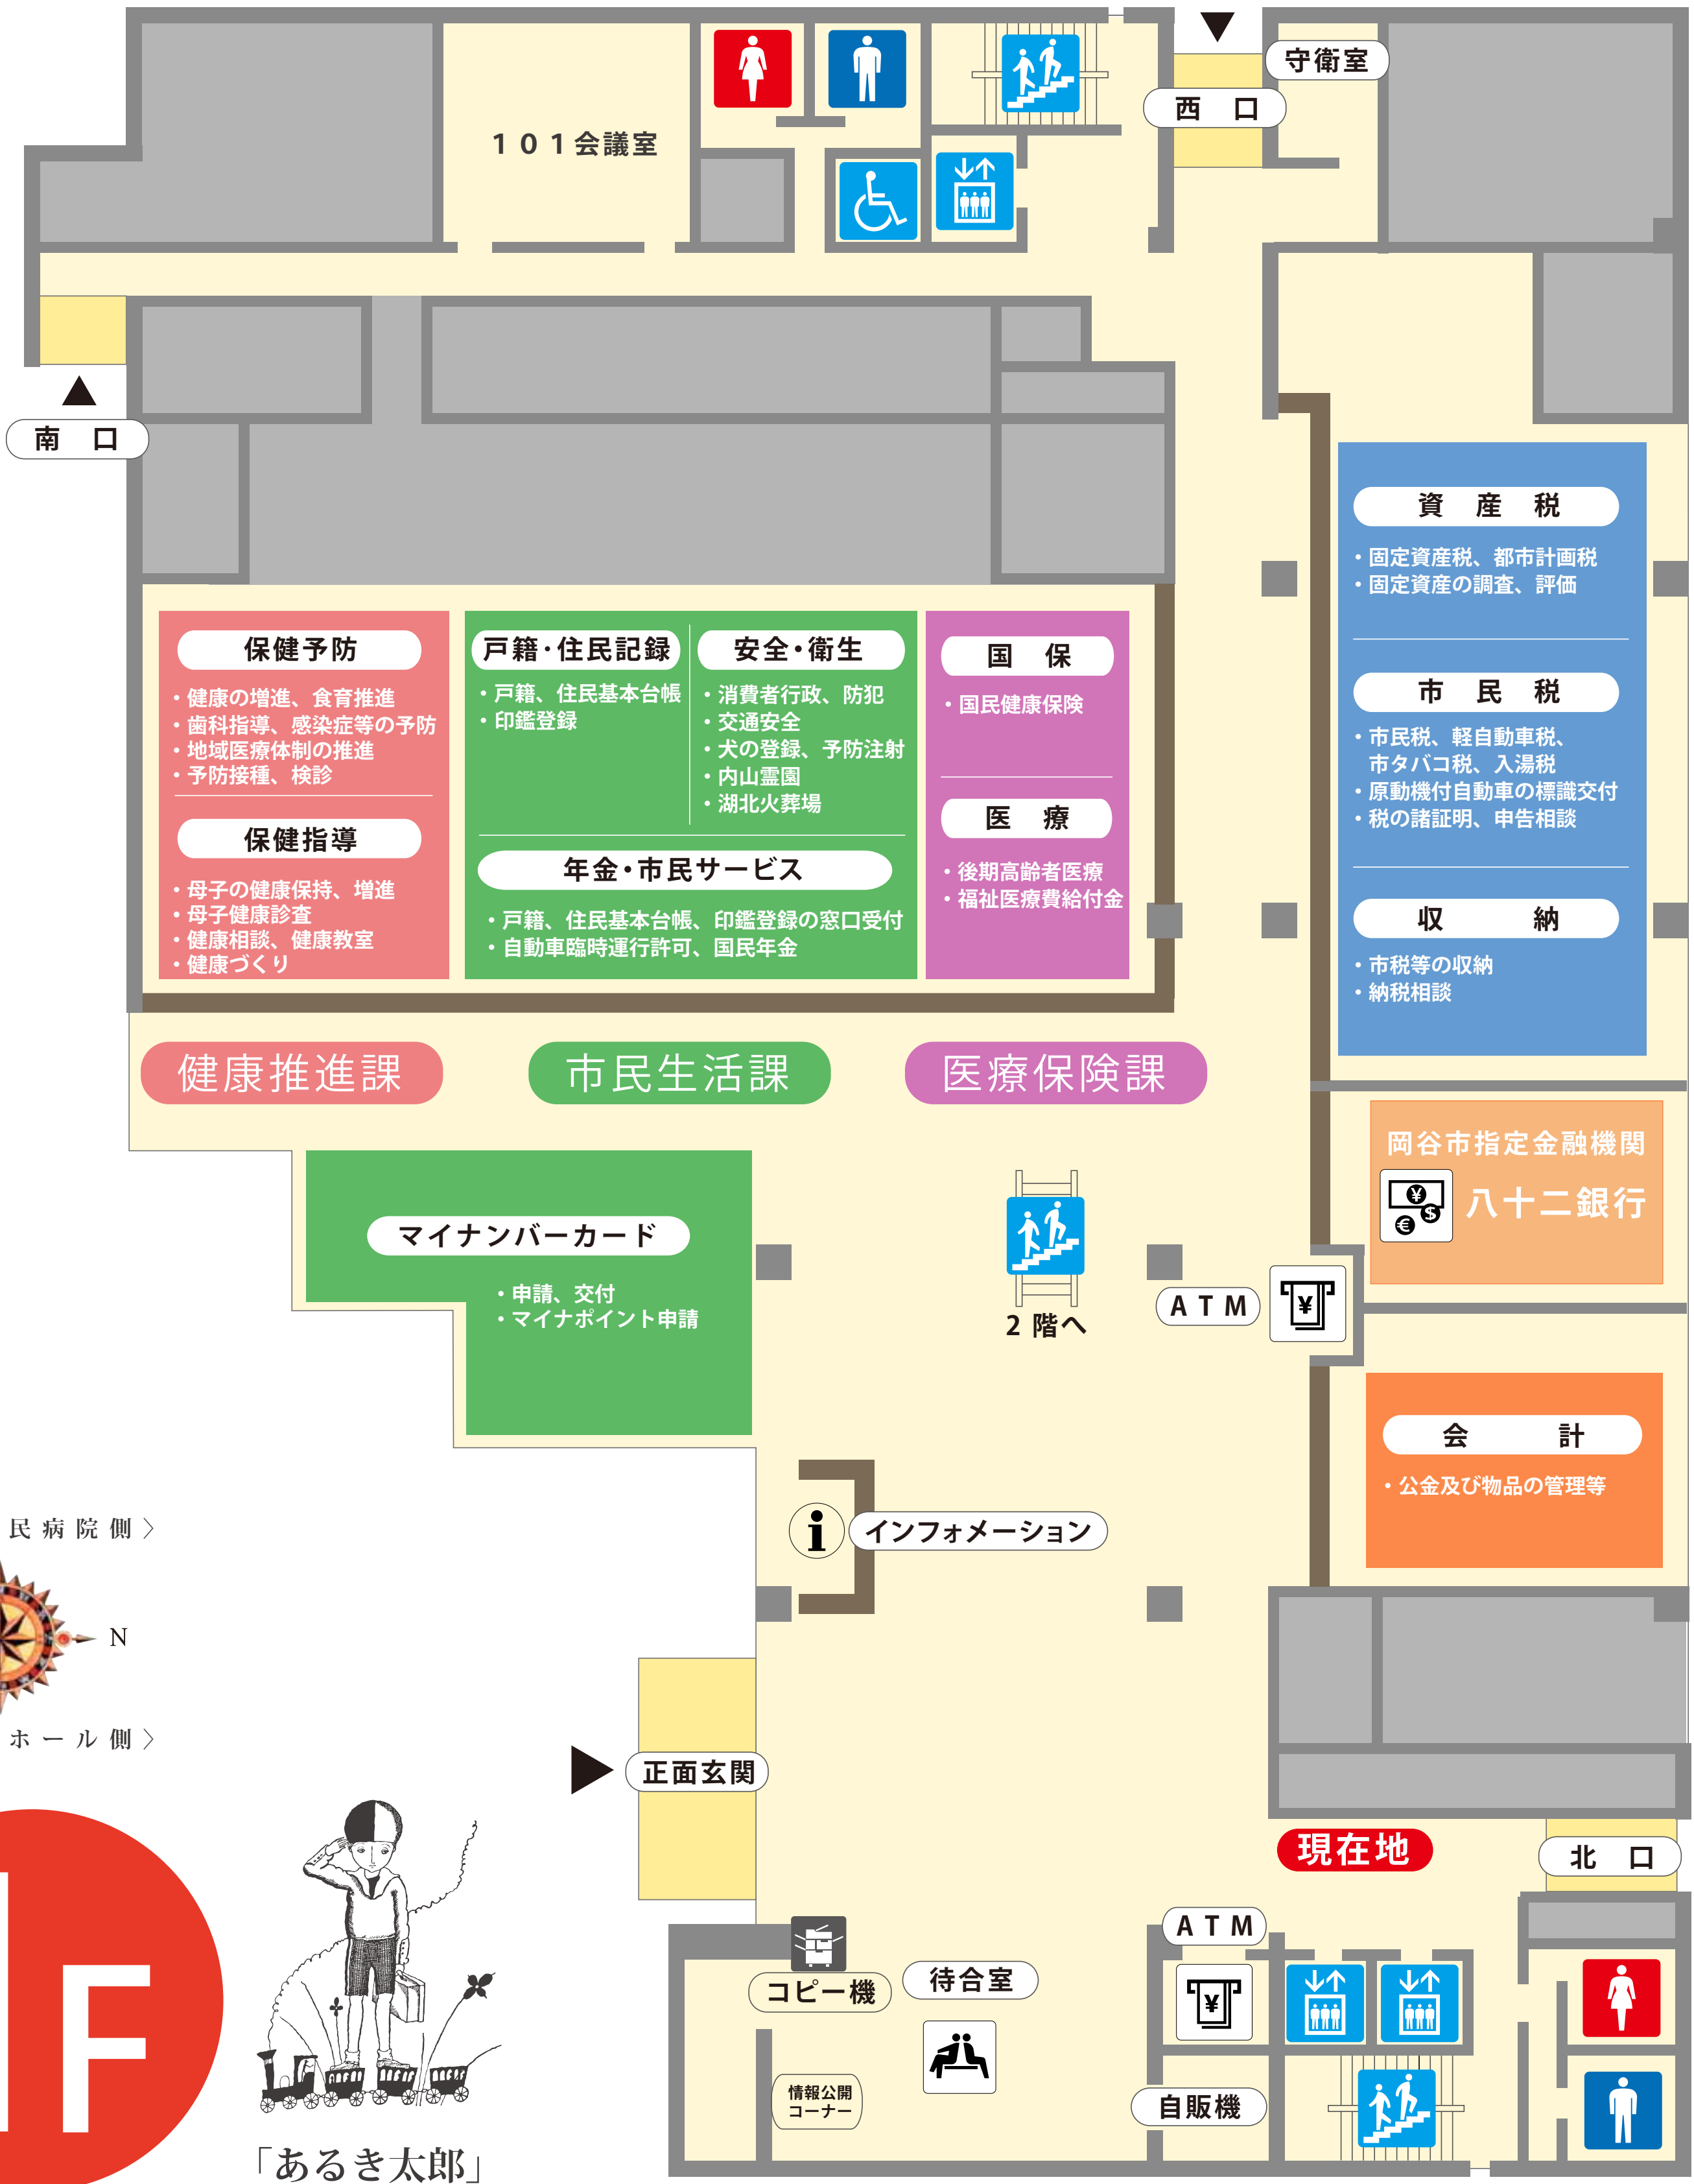 守衛室
西 口
１０１会議室
南 口
資 産 税
・固定資産税、都市計画税
・固定資産の調査、評価
市 民 税
・市民税、軽自動車税、
市タバコ税、入湯税
・原動機付自動車の標識交付
・税の諸証明、申告相談
収 納
・市税等の収納
・納税相談
保健予防
・健康の増進、食育推進
・歯科指導、感染症等の予防
・地域医療体制の推進
・予防接種、検診
保健指導
・母子の健康保持、増進
・母子健康診査
・健康相談、健康教室
・健康づくり
戸籍・住民記録
・戸籍、住民基本台帳
・印鑑登録
安全・衛生
・消費者行政、防犯
・交通安全
・犬の登録、予防注射
・内山霊園
・湖北火葬場
年金・市民サービス
・戸籍、住民基本台帳、印鑑登録の窓口受付
・自動車臨時運行許可、国民年金
国 保
・国民健康保険
医 療
・後期高齢者医療
・福祉医療費給付金
健康推進課
市民生活課
医療保険課
岡谷市指定金融機関
八十二銀行
マイナンバーカード
・申請、交付
・マイナポイント申請
2 階へ
ＡＴＭ
会 計
・公金及び物品の管理等
インフォメーション
民病院側〉
N
ホール側〉
正面玄関
現在地
北 口
ＡＴＭ
コピー機
待合室
情報公開
コーナー
自販機
1F
「あるき太郎」